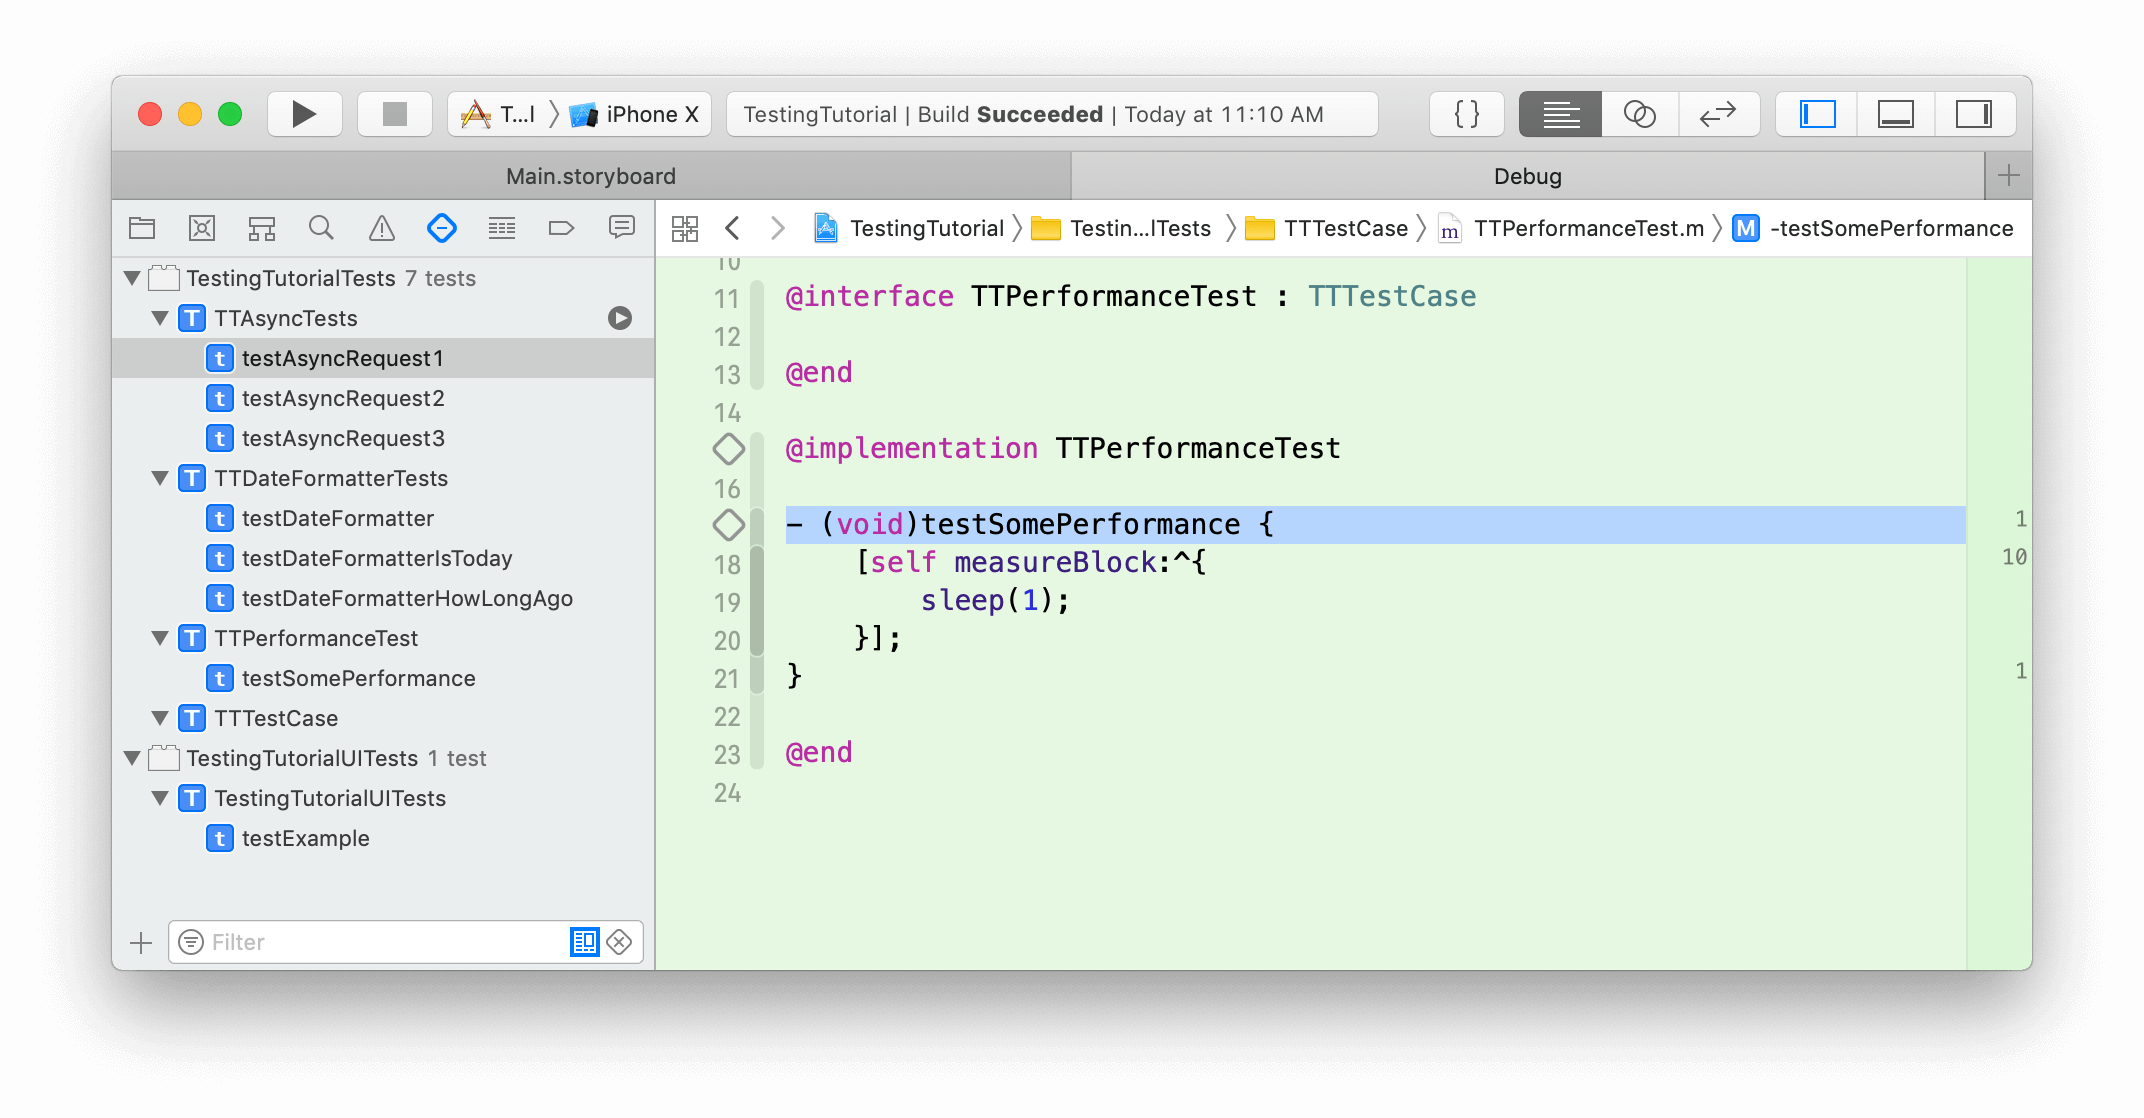 T...l 〉 iPhone X
TestingTutorial | Build Succeeded | Today at 11:10 AM
{ }
Main.storyboard
Debug
TestingTutorial 〉 Testin...lTests 〉 TTTestCase 〉 m TTPerformanceTest.m 〉 M -testSomePerformance
TestingTutorialTests 7 tests
T TTAsyncTests
t testAsyncRequest1
t testAsyncRequest2
t testAsyncRequest3
T TTDateFormatterTests
t testDateFormatter
t testDateFormatterIsToday
t testDateFormatterHowLongAgo
T TTPerformanceTest
t testSomePerformance
T TTTestCase
TestingTutorialUITests 1 test
T TestingTutorialUITests
t testExample
Filter
10
11 @interface TTPerformanceTest : TTTestCase
12
13 @end
14
@implementation TTPerformanceTest
16
- (void)testSomePerformance { 1
18 [self measureBlock:^{ 10
19 sleep(1);
20 }];
21 } 1
22
23 @end
24